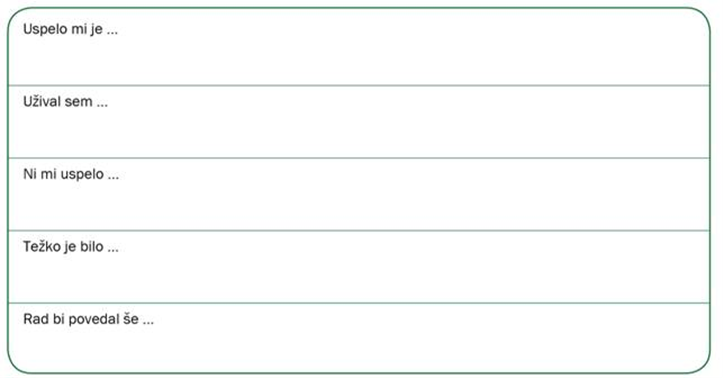 Uspelo mi je ...
Užival sem ...
Ni mi uspelo ...
Težko je bilo ...
Rad bi povedal še ...